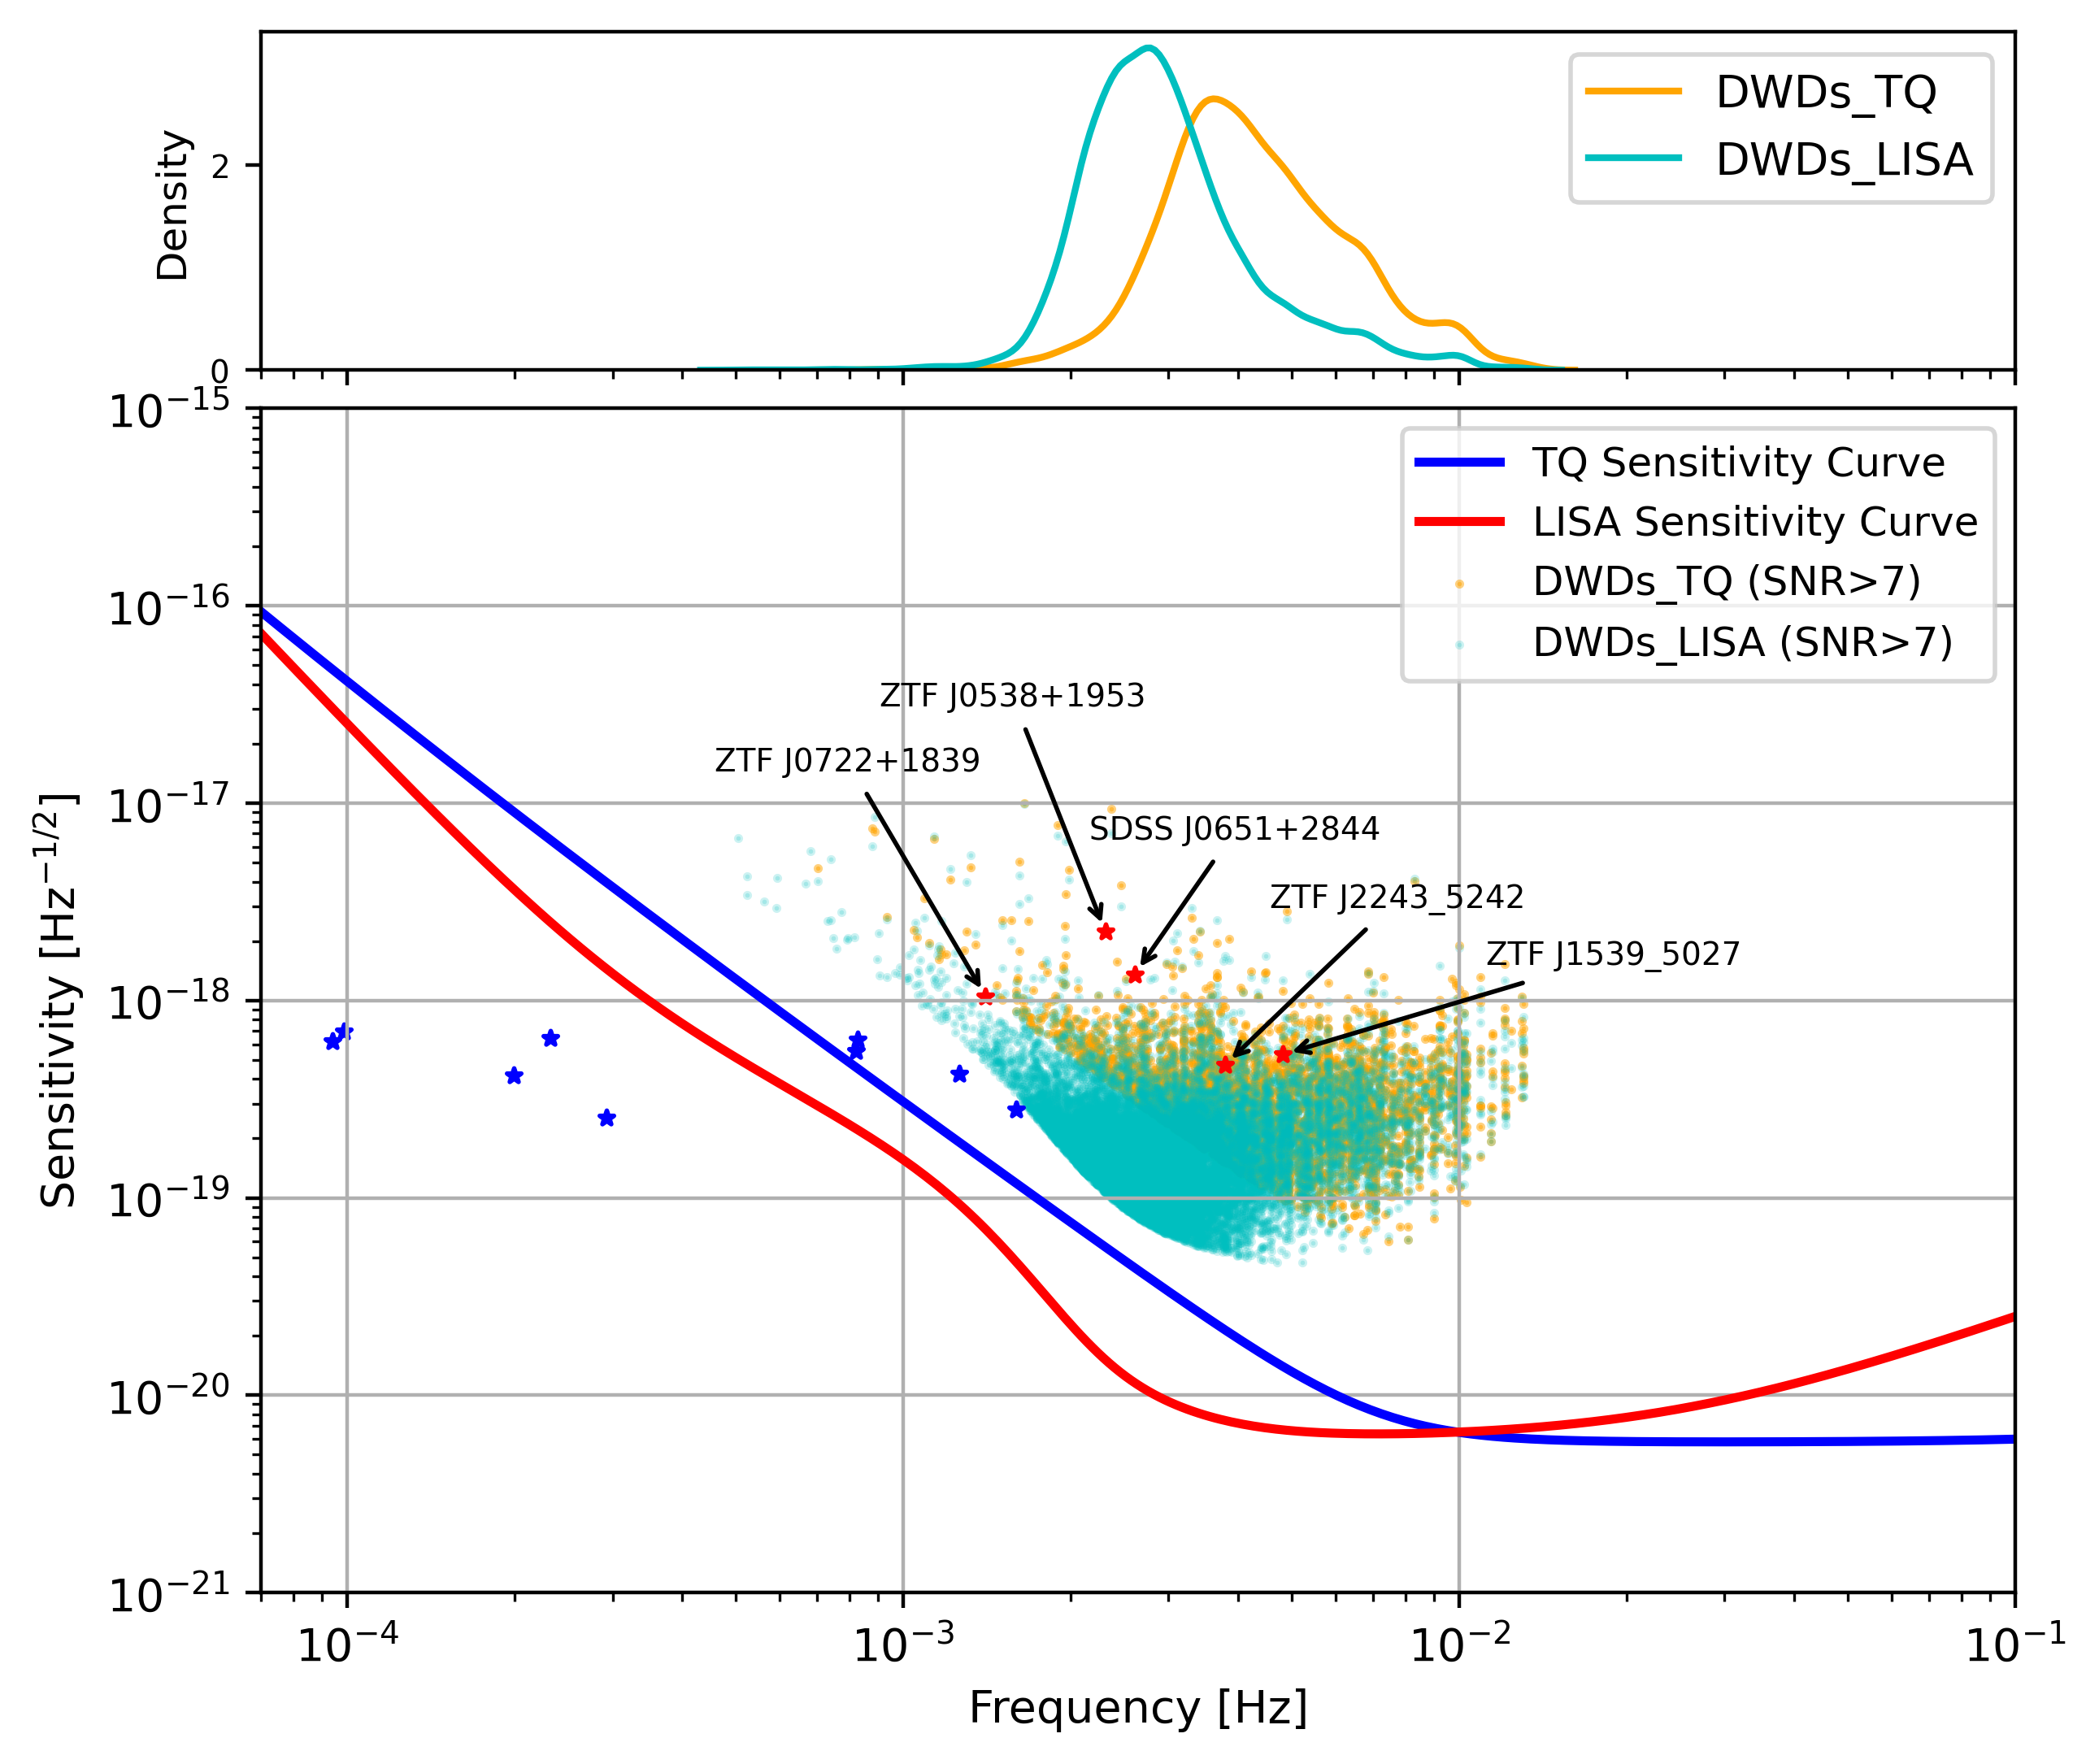 Density
2
0
DWDs_TQ
DWDs_LISA
Sensitivity [Hz⁻¹/²]
10⁻¹⁵
10⁻¹⁶
10⁻¹⁷
10⁻¹⁸
10⁻¹⁹
10⁻²⁰
10⁻²¹
TQ Sensitivity Curve
LISA Sensitivity Curve
DWDs_TQ (SNR>7)
DWDs_LISA (SNR>7)
ZTF J0538+1953
ZTF J0722+1839
SDSS J0651+2844
ZTF J2243_5242
ZTF J1539_5027
10⁻⁴
10⁻³
10⁻²
10⁻¹
Frequency [Hz]